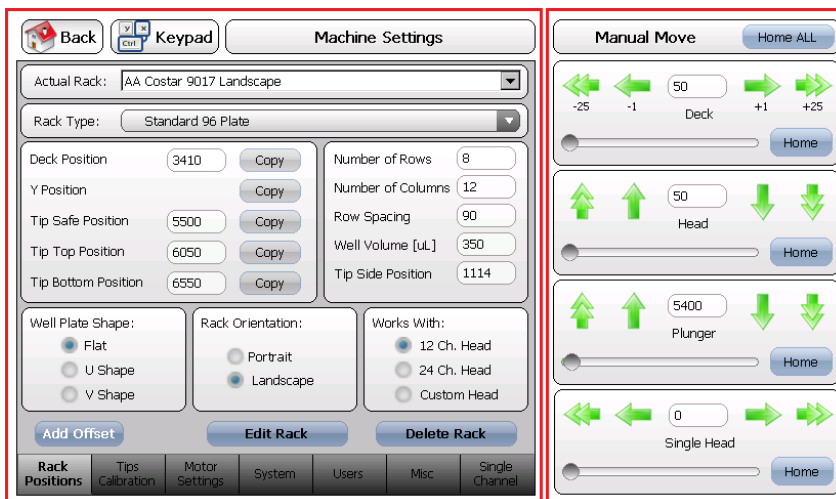 Back
Y X Ctrl Keypad
Machine Settings
Actual Rack: AA Costar 9017 Landscape
Rack Type: Standard 96 Plate
Deck Position 3410 Copy
Y Position Copy
Tip Safe Position 5500 Copy
Tip Top Position 6050 Copy
Tip Bottom Position 6550 Copy
Number of Rows 8
Number of Columns 12
Row Spacing 90
Well Volume [uL] 350
Tip Side Position 1114
Well Plate Shape:
Flat
U Shape
V Shape
Rack Orientation:
Portrait
Landscape
Works With:
12 Ch. Head
24 Ch. Head
Custom Head
Add Offset Edit Rack Delete Rack
Rack Positions
Tips Calibration
Motor Settings
System
Users
Misc
Single Channel
Manual Move Home ALL
50
-25 -1 Deck +1 +25
Home
50
Head
Home
5400
Plunger
Home
0
Single Head
Home